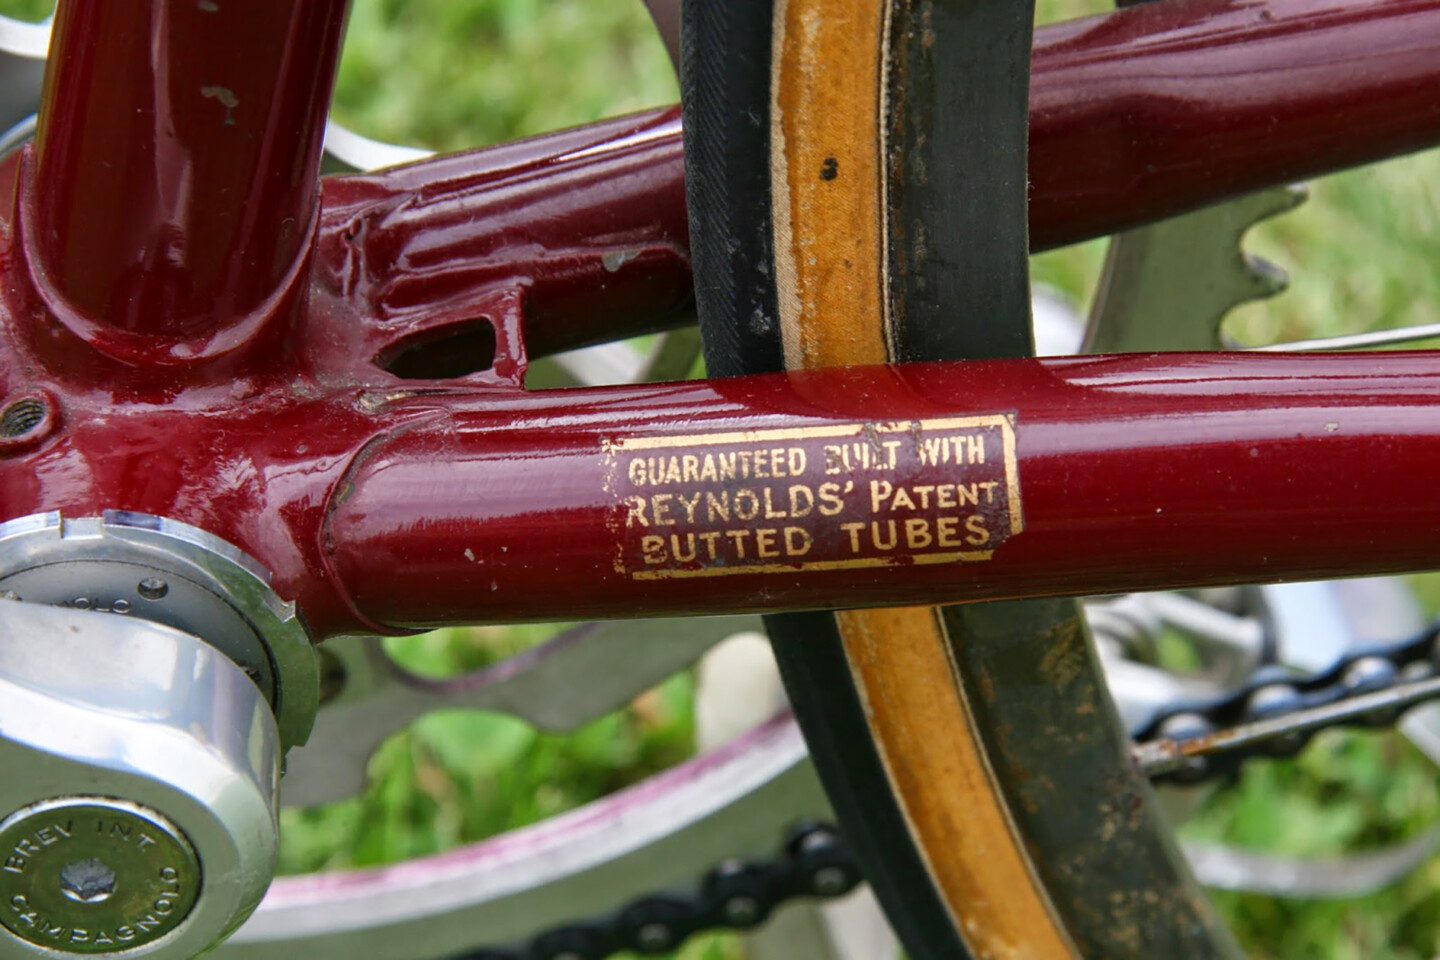 GUARANTEED BUILT WITH
REYNOLDS' PATENT
BUTTED TUBES
BREV INT
CAMPAGNOLO